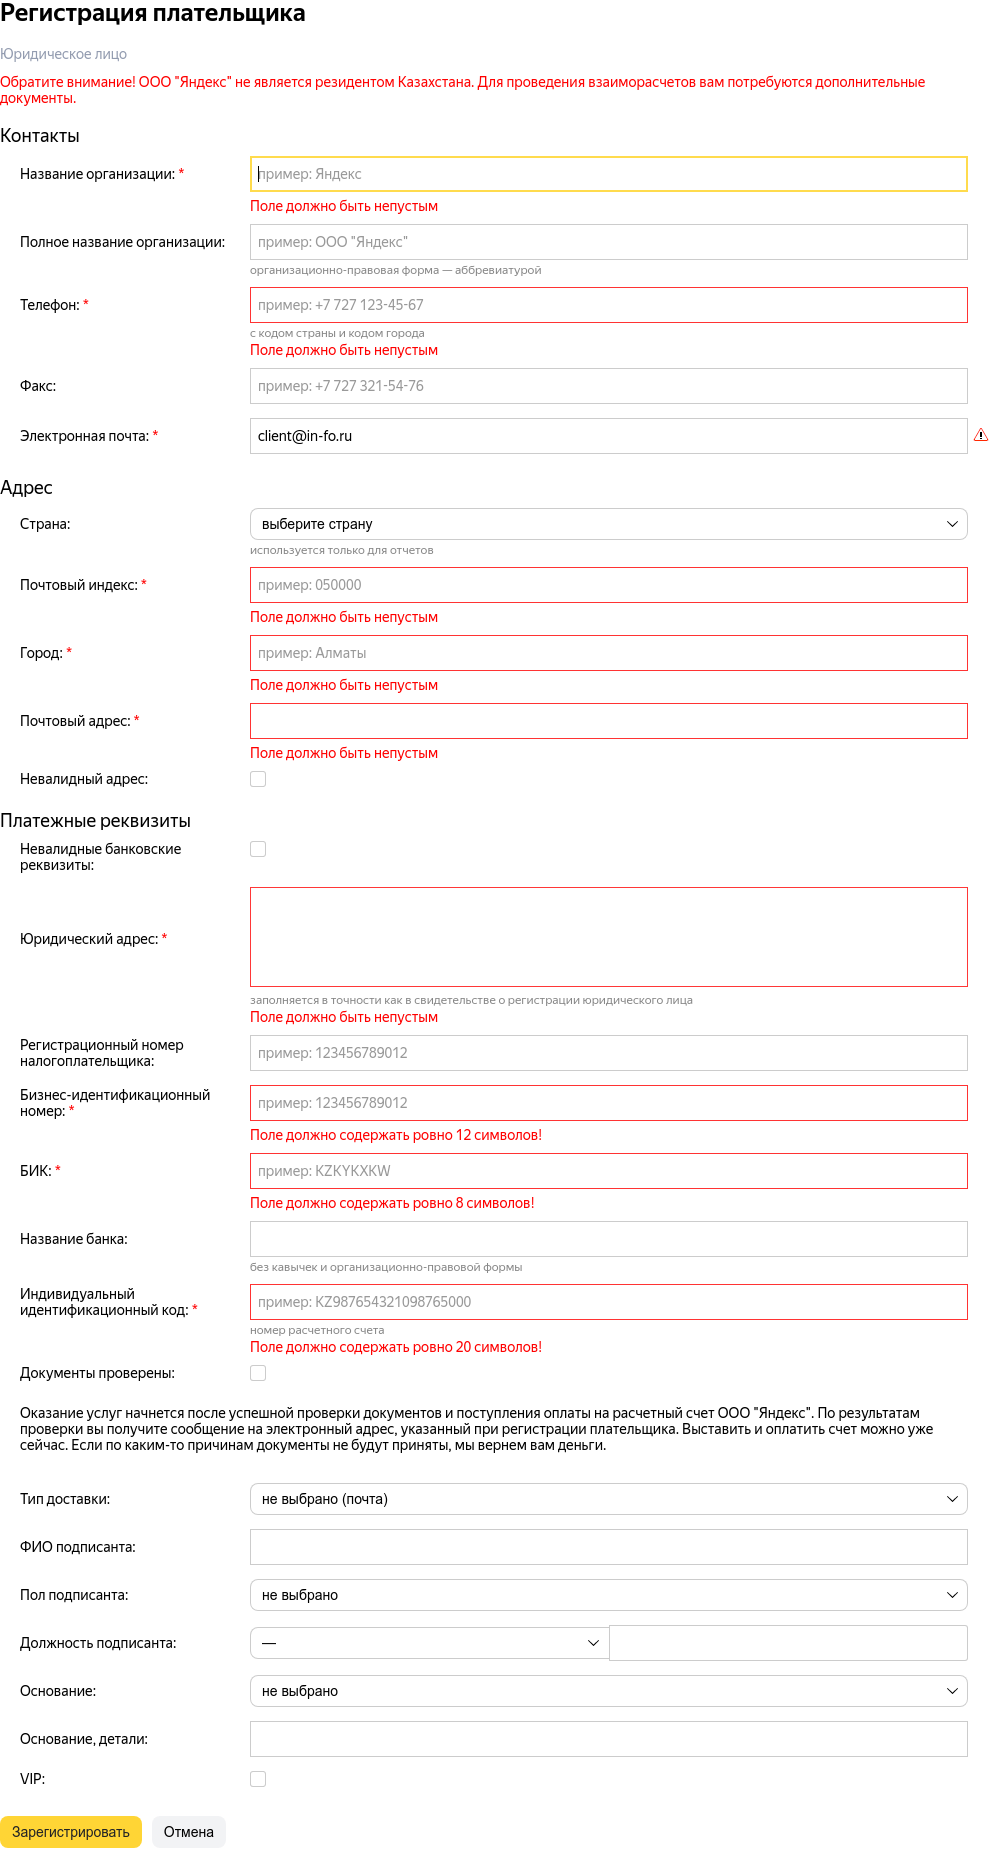 Регистрация плательщика
Юридическое лицо
Обратите внимание! ООО "Яндекс" не является резидентом Казахстана. Для проведения взаиморасчетов вам потребуются дополнительные
документы.
Контакты
Название организации: *
пример: Яндекс
Поле должно быть непустым
Полное название организации:
пример: ООО "Яндекс"
организационно-правовая форма — аббревиатурой
Телефон: *
пример: +7 727 123-45-67
с кодом страны и кодом города
Поле должно быть непустым
Факс:
пример: +7 727 321-54-76
Электронная почта: *
client@in-fo.ru
Адрес
Страна:
выберите страну
используется только для отчетов
Почтовый индекс: *
пример: 050000
Поле должно быть непустым
Город: *
пример: Алматы
Поле должно быть непустым
Почтовый адрес: *
Поле должно быть непустым
Невалидный адрес:
Платежные реквизиты
Невалидные банковские
реквизиты:
Юридический адрес: *
заполняется в точности как в свидетельстве о регистрации юридического лица
Поле должно быть непустым
Регистрационный номер
налогоплательщика:
пример: 123456789012
Бизнес-идентификационный
номер: *
пример: 123456789012
Поле должно содержать ровно 12 символов!
БИК: *
пример: KZKYKXKW
Поле должно содержать ровно 8 символов!
Название банка:
без кавычек и организационно-правовой формы
Индивидуальный
идентификационный код: *
пример: KZ987654321098765000
номер расчетного счета
Поле должно содержать ровно 20 символов!
Документы проверены:
Оказание услуг начнется после успешной проверки документов и поступления оплаты на расчетный счет ООО "Яндекс". По результатам
проверки вы получите сообщение на электронный адрес, указанный при регистрации плательщика. Выставить и оплатить счет можно уже
сейчас. Если по каким-то причинам документы не будут приняты, мы вернем вам деньги.
Тип доставки:
не выбрано (почта)
ФИО подписанта:
Пол подписанта:
не выбрано
Должность подписанта:
—
Основание:
не выбрано
Основание, детали:
VIP:
Зарегистрировать
Отмена